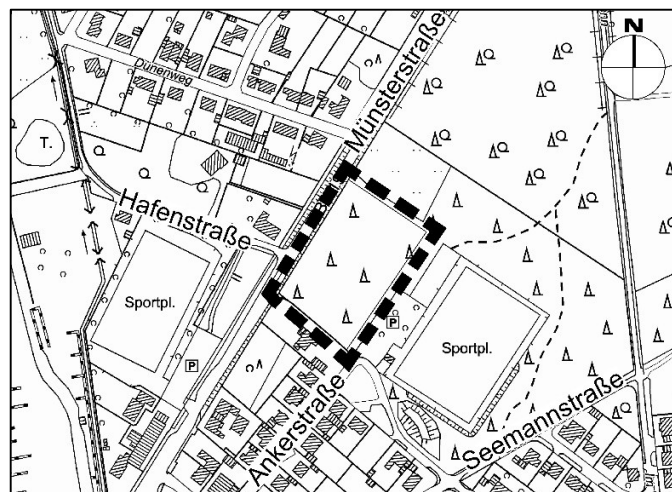 N
Dünenweg
Münsterstraße
T.
Hafenstraße
Sportpl.
P
Sportpl.
P
Ankerstraße
Seemannstraße